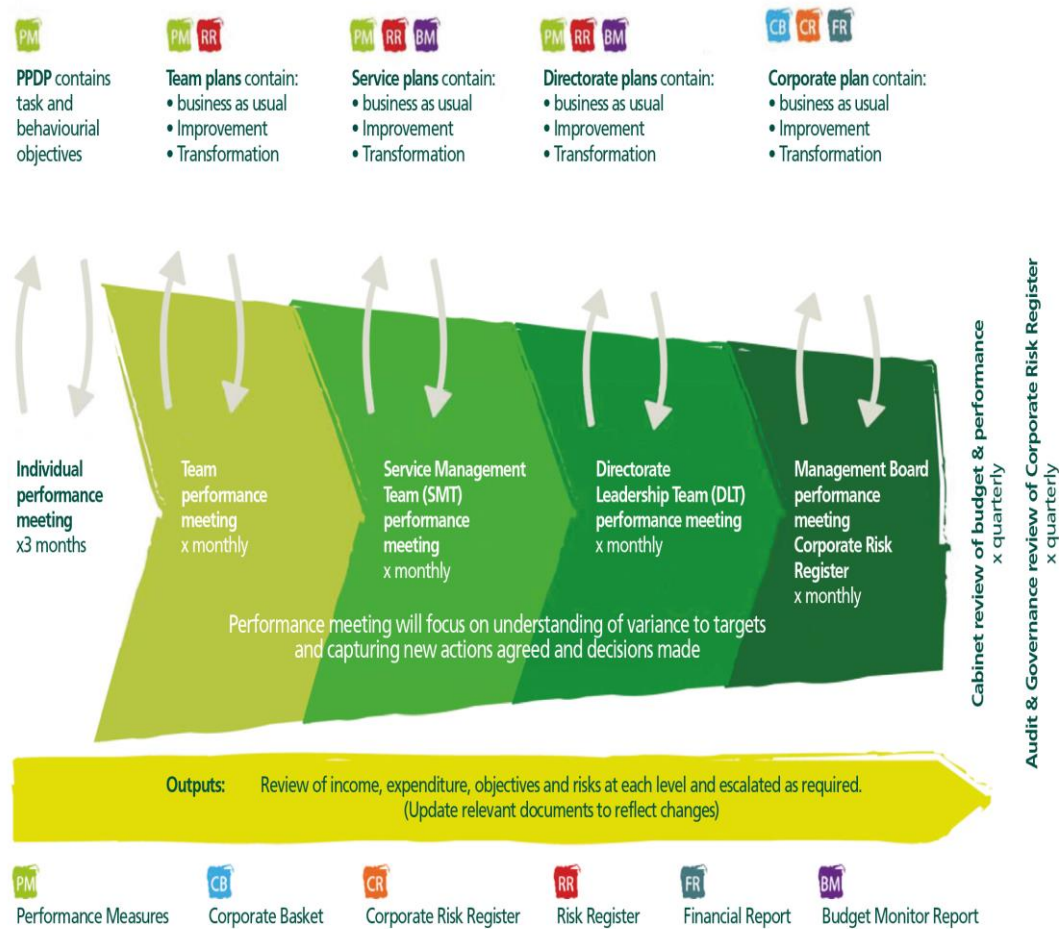 PM
PPDP contains
task and
behaviourial
objectives
PM RR
Team plans contain:
• business as usual
• Improvement
• Transformation
PM RR BM
Service plans contain:
• business as usual
• Improvement
• Transformation
PM RR BM
Directorate plans contain:
• business as usual
• Improvement
• Transformation
CB CR FR
Corporate plan contain:
• business as usual
• Improvement
• Transformation
Individual
performance
meeting
x3 months
Team
performance
meeting
x monthly
Service Management
Team (SMT)
performance
meeting
x monthly
Directorate
Leadership Team (DLT)
performance meeting
x monthly
Management Board
performance
meeting
Corporate Risk
Register
x monthly
Performance meeting will focus on understanding of variance to targets
and capturing new actions agreed and decisions made
Cabinet review of budget & performance
x quarterly
Audit & Governance review of Corporate Risk Register
x quarterly
Outputs: Review of income, expenditure, objectives and risks at each level and escalated as required.
(Update relevant documents to reflect changes)
PM
Performance Measures
CB
Corporate Basket
CR
Corporate Risk Register
RR
Risk Register
FR
Financial Report
BM
Budget Monitor Report